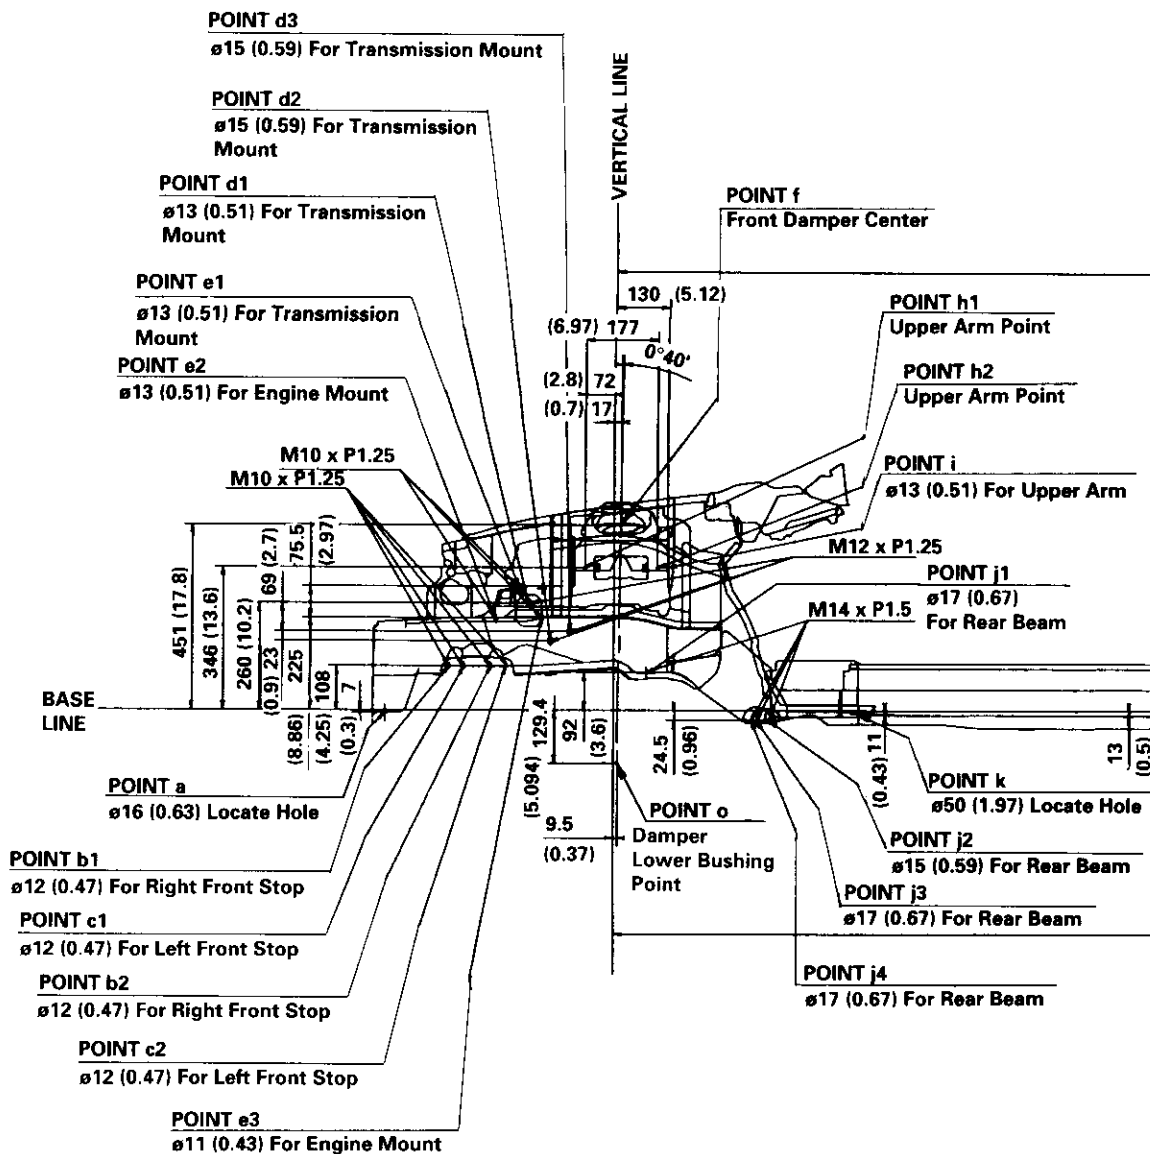 POINT d3
ø15 (0.59) For Transmission Mount
POINT d2
ø15 (0.59) For Transmission
Mount
POINT d1
ø13 (0.51) For Transmission
Mount
POINT e1
ø13 (0.51) For Transmission
Mount
POINT e2
ø13 (0.51) For Engine Mount
M10 x P1.25
M10 x P1.25
VERTICAL LINE
POINT f
Front Damper Center
130 (5.12)
(6.97) 177
0°40'
(2.8) 72
(0.7) 17
POINT h1
Upper Arm Point
POINT h2
Upper Arm Point
POINT i
ø13 (0.51) For Upper Arm
M12 x P1.25
POINT j1
ø17 (0.67)
For Rear Beam
M14 x P1.5
451 (17.8)
346 (13.6)
260 (10.2)
69 (2.7)
75.5
(2.97)
(0.9) 23
225
(8.86)
108
(4.25)
7
(0.3)
BASE
LINE
129.4
(5.094)
92
(3.6)
24.5
(0.96)
11
(0.43)
13
(0.5)
9.5
(0.37)
POINT o
Damper
Lower Bushing
Point
POINT a
ø16 (0.63) Locate Hole
POINT b1
ø12 (0.47) For Right Front Stop
POINT c1
ø12 (0.47) For Left Front Stop
POINT b2
ø12 (0.47) For Right Front Stop
POINT c2
ø12 (0.47) For Left Front Stop
POINT e3
ø11 (0.43) For Engine Mount
POINT k
ø50 (1.97) Locate Hole
POINT j2
ø15 (0.59) For Rear Beam
POINT j3
ø17 (0.67) For Rear Beam
POINT j4
ø17 (0.67) For Rear Beam